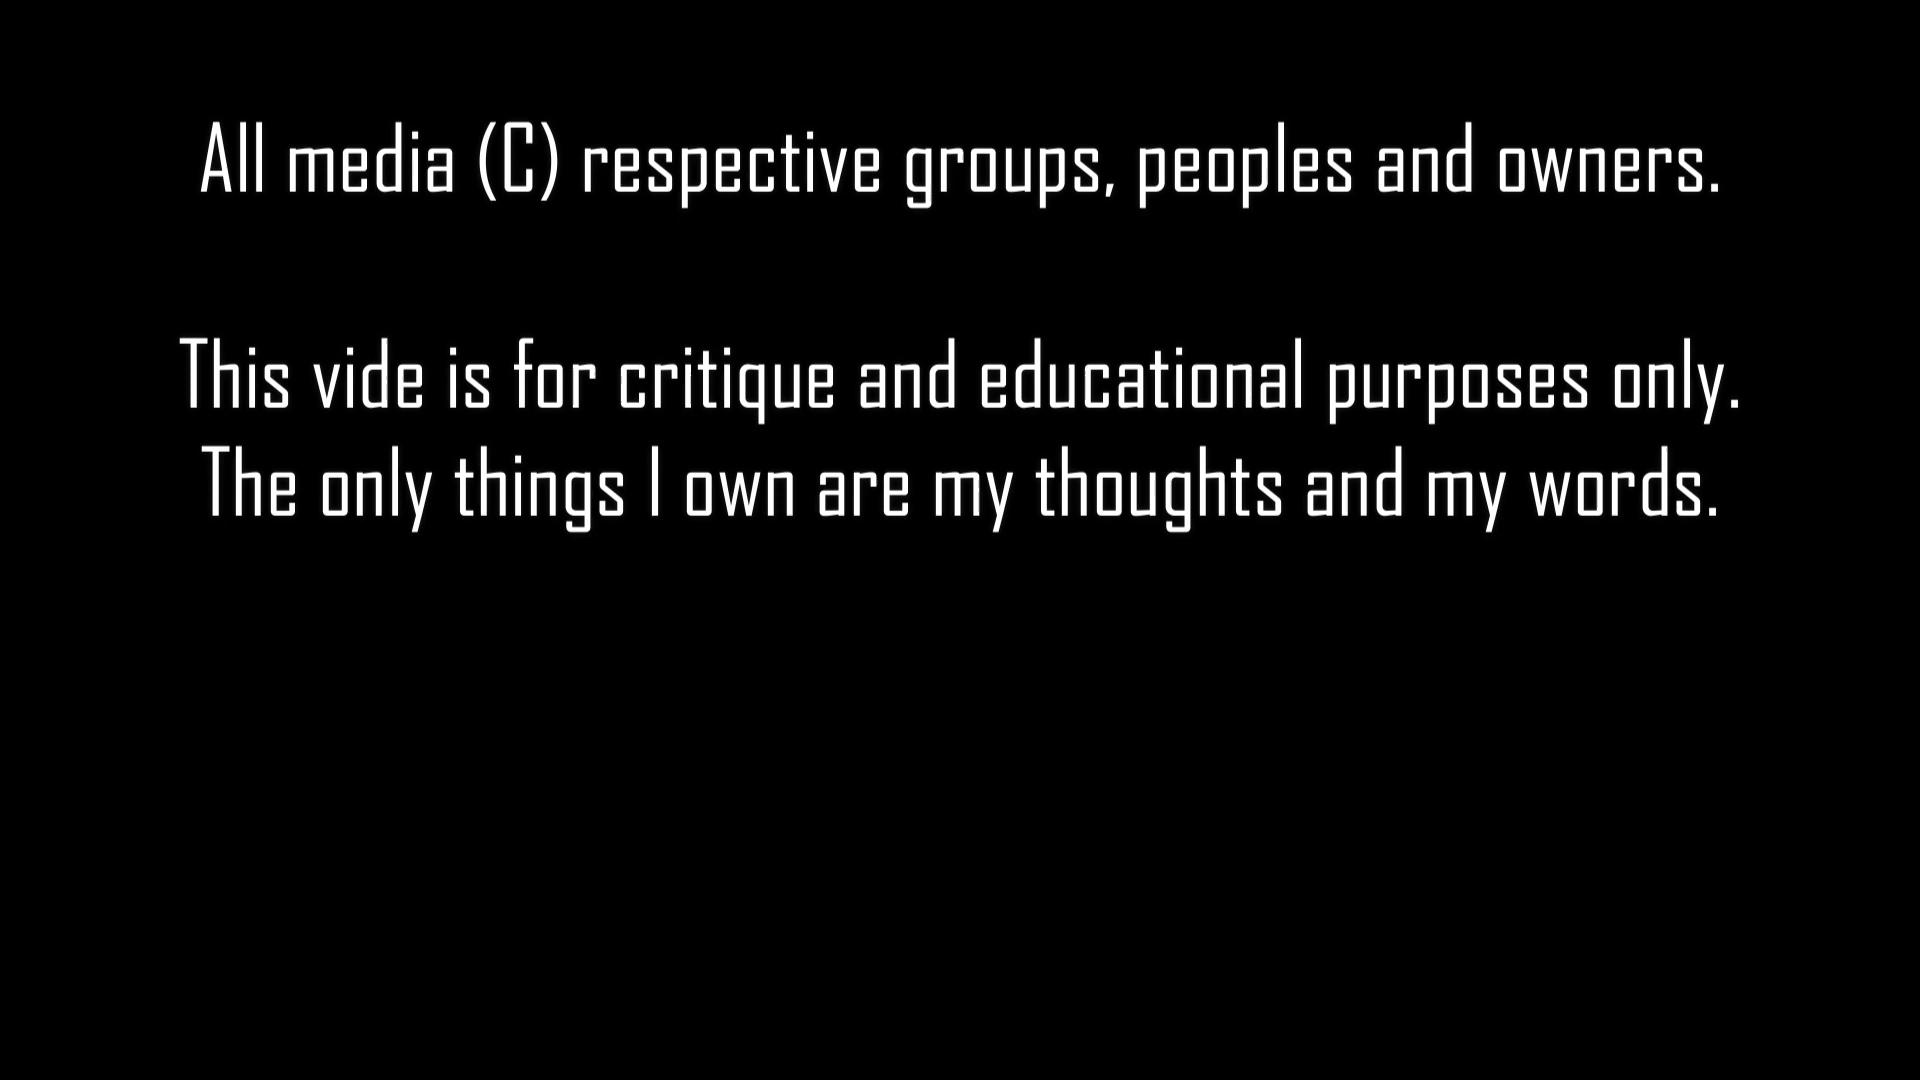 All media (C) respective groups, peoples and owners.
This vide is for critique and educational purposes only.
The only things I own are my thoughts and my words.